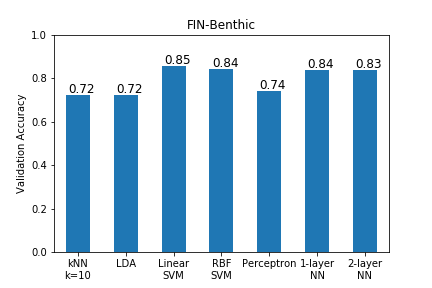 FIN-Benthic
Validation Accuracy
1.0
0.8
0.6
0.4
0.2
0.0
0.72
0.72
0.85
0.84
0.74
0.84
0.83
kNN
k=10
LDA
Linear
SVM
RBF
SVM
Perceptron
1-layer
NN
2-layer
NN